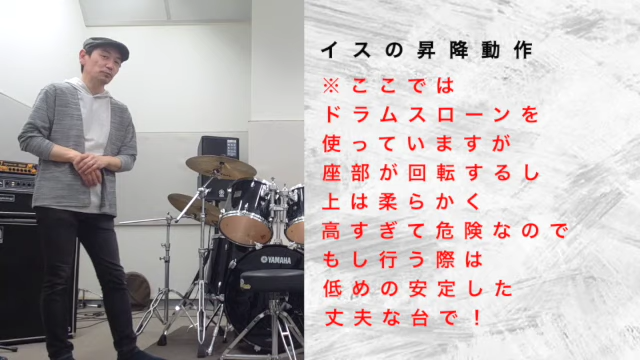 イスの昇降動作
※ここでは
ドラムスローンを
使っていますが
座部が回転するし
上は柔らかく
高すぎて危険なので
もし行う際は
低めの安定した
丈夫な台で！
YAMAHA